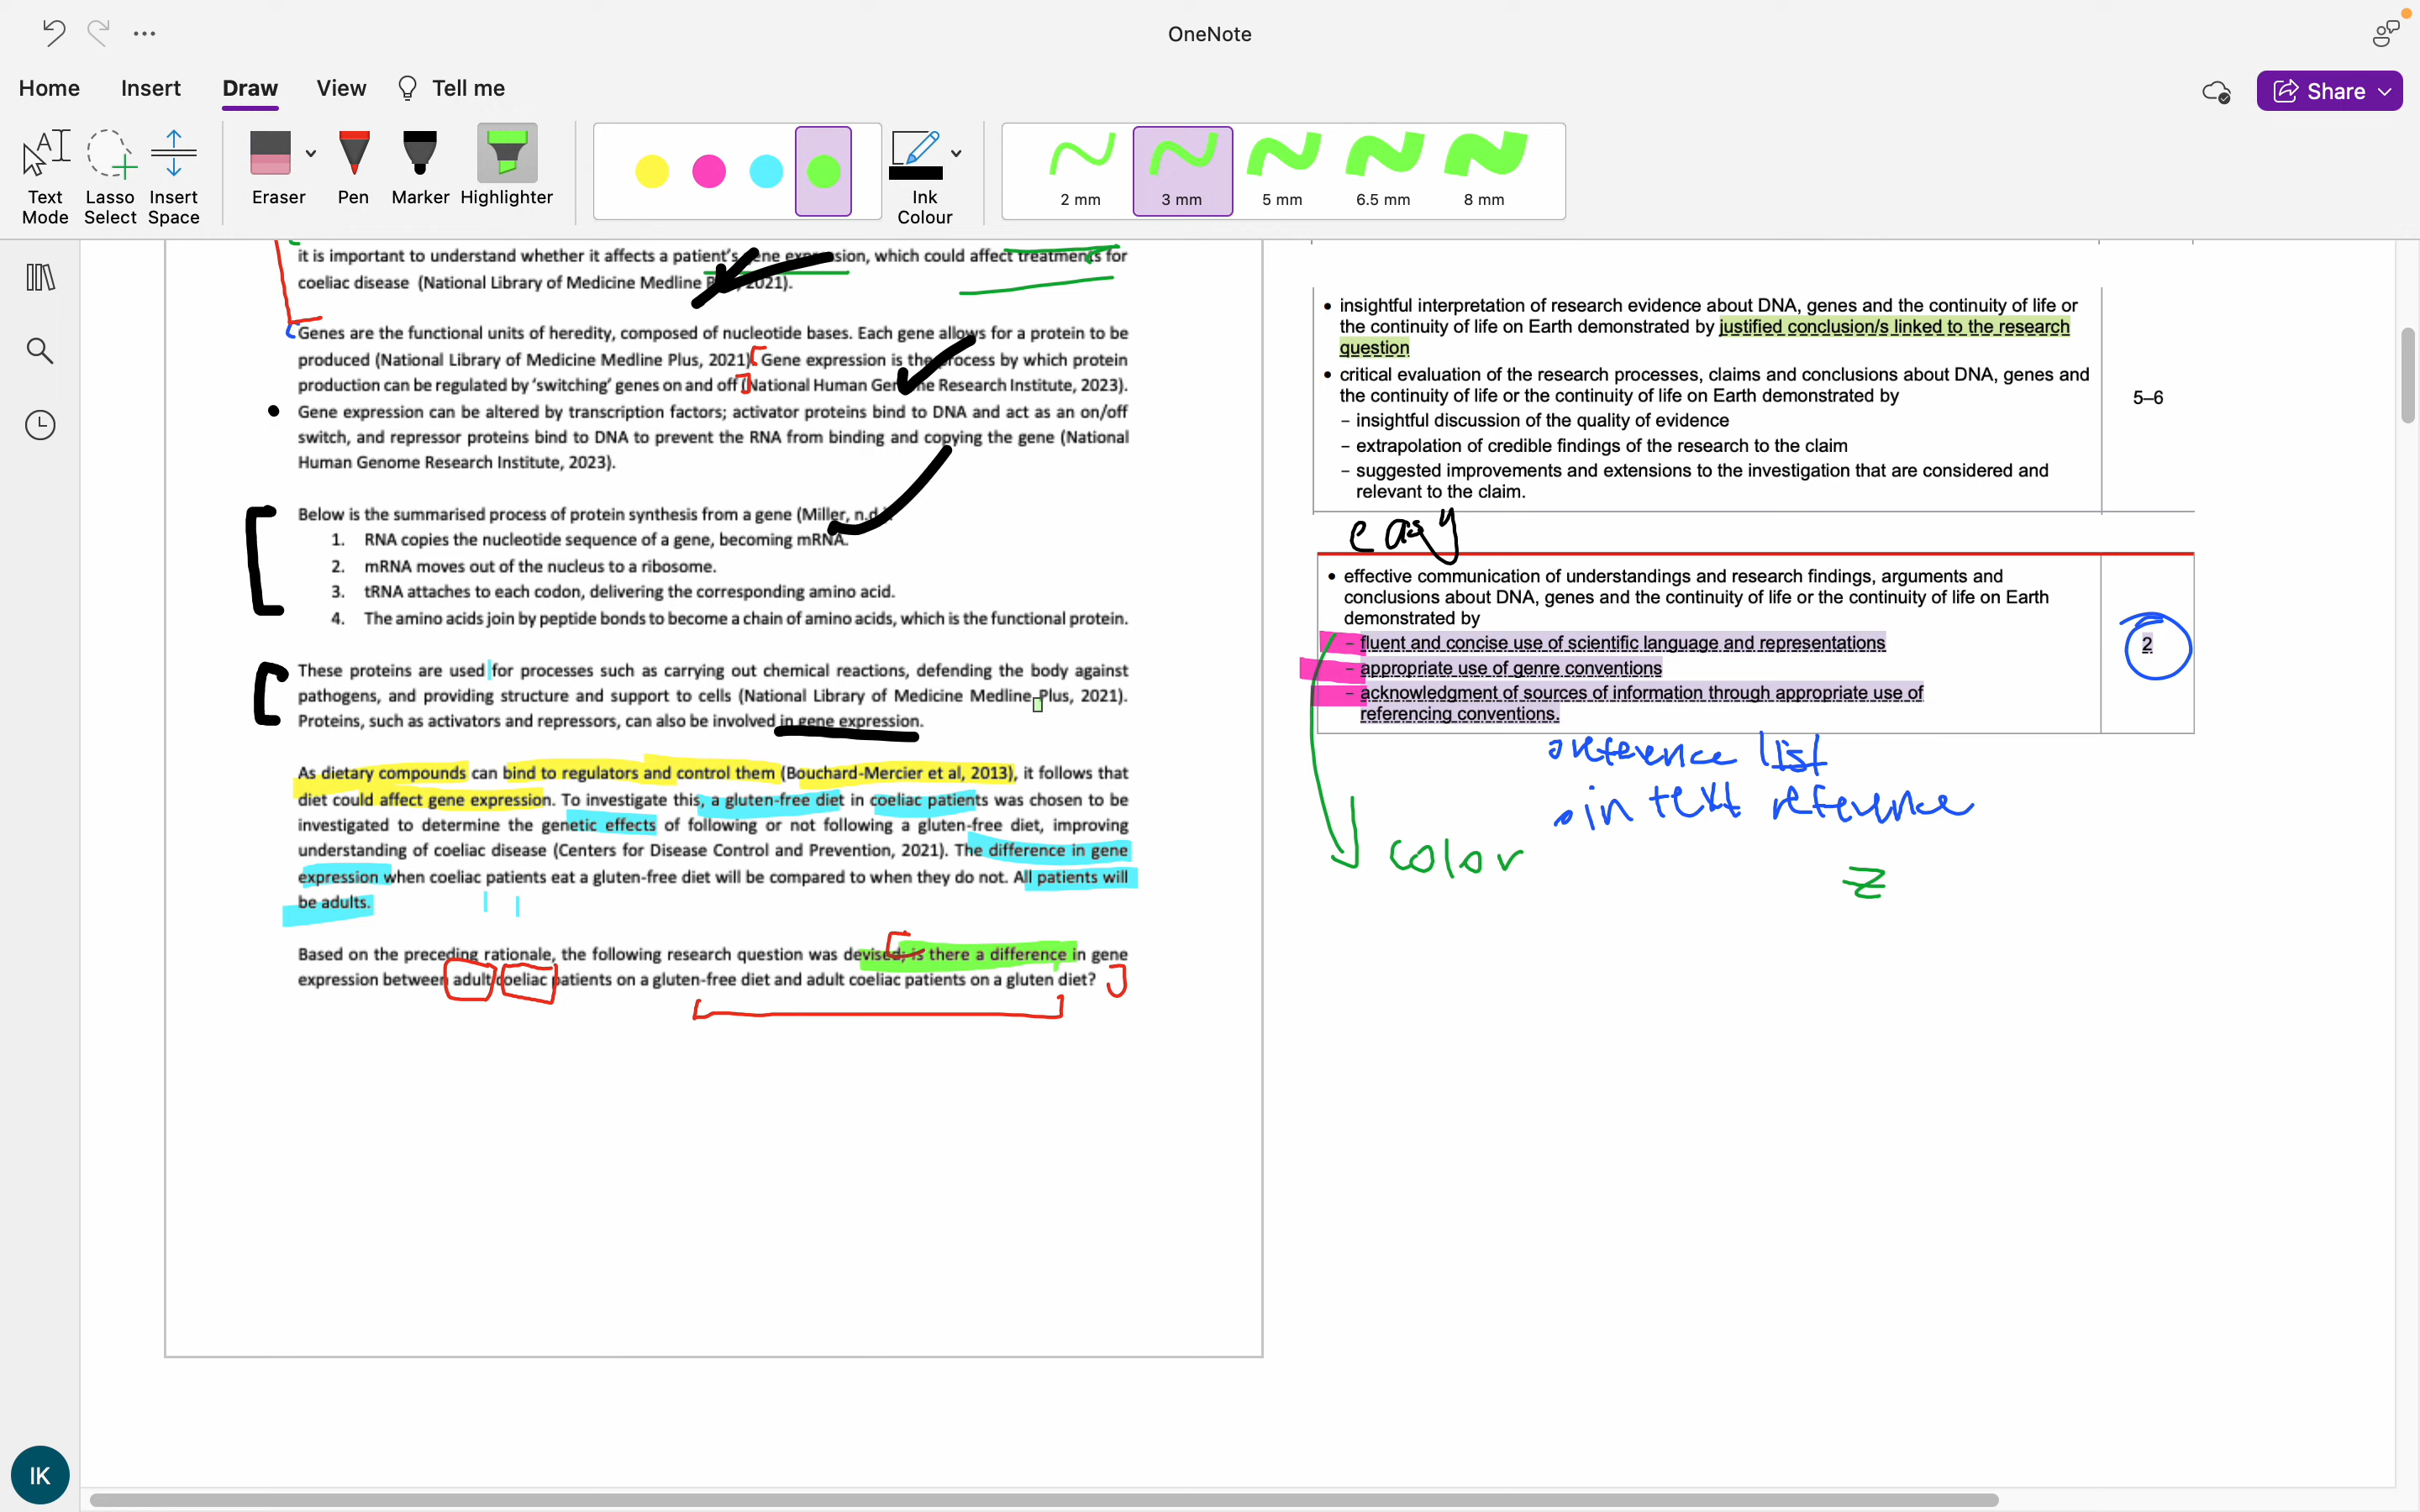 OneNote
Home Insert Draw View Tell me
Share
Text Mode
Lasso Select
Insert Space
Eraser
Pen
Marker
Highlighter
Ink Colour
2 mm
3 mm
5 mm
6.5 mm
8 mm
it is important to understand whether it affects a patient's gene expression, which could affect treatments for
coeliac disease (National Library of Medicine Medline Plus, 2021).
Genes are the functional units of heredity, composed of nucleotide bases. Each gene allows for a protein to be
produced (National Library of Medicine Medline Plus, 2021). Gene expression is the process by which protein
production can be regulated by 'switching' genes on and off (National Human Genome Research Institute, 2023).
Gene expression can be altered by transcription factors; activator proteins bind to DNA and act as an on/off
switch, and repressor proteins bind to DNA to prevent the RNA from binding and copying the gene (National
Human Genome Research Institute, 2023).
Below is the summarised process of protein synthesis from a gene (Miller, n.d.).
1. RNA copies the nucleotide sequence of a gene, becoming mRNA.
2. mRNA moves out of the nucleus to a ribosome.
3. tRNA attaches to each codon, delivering the corresponding amino acid.
4. The amino acids join by peptide bonds to become a chain of amino acids, which is the functional protein.
These proteins are used for processes such as carrying out chemical reactions, defending the body against
pathogens, and providing structure and support to cells (National Library of Medicine Medline Plus, 2021).
Proteins, such as activators and repressors, can also be involved in gene expression.
As dietary compounds can bind to regulators and control them (Bouchard-Mercier et al, 2013), it follows that
diet could affect gene expression. To investigate this, a gluten-free diet in coeliac patients was chosen to be
investigated to determine the genetic effects of following or not following a gluten-free diet, improving
understanding of coeliac disease (Centers for Disease Control and Prevention, 2021). The difference in gene
expression when coeliac patients eat a gluten-free diet will be compared to when they do not. All patients will
be adults.
Based on the preceding rationale, the following research question was devised; is there a difference in gene
expression between adult coeliac patients on a gluten-free diet and adult coeliac patients on a gluten diet?
• insightful interpretation of research evidence about DNA, genes and the continuity of life or
the continuity of life on Earth demonstrated by justified conclusion/s linked to the research
question
• critical evaluation of the research processes, claims and conclusions about DNA, genes and
the continuity of life or the continuity of life on Earth demonstrated by
– insightful discussion of the quality of evidence
– extrapolation of credible findings of the research to the claim
– suggested improvements and extensions to the investigation that are considered and
relevant to the claim.
5–6
easy
• effective communication of understandings and research findings, arguments and
conclusions about DNA, genes and the continuity of life or the continuity of life on Earth
demonstrated by
– fluent and concise use of scientific language and representations
– appropriate use of genre conventions
– acknowledgment of sources of information through appropriate use of
referencing conventions.
2
reference list
in text reference
color
IK